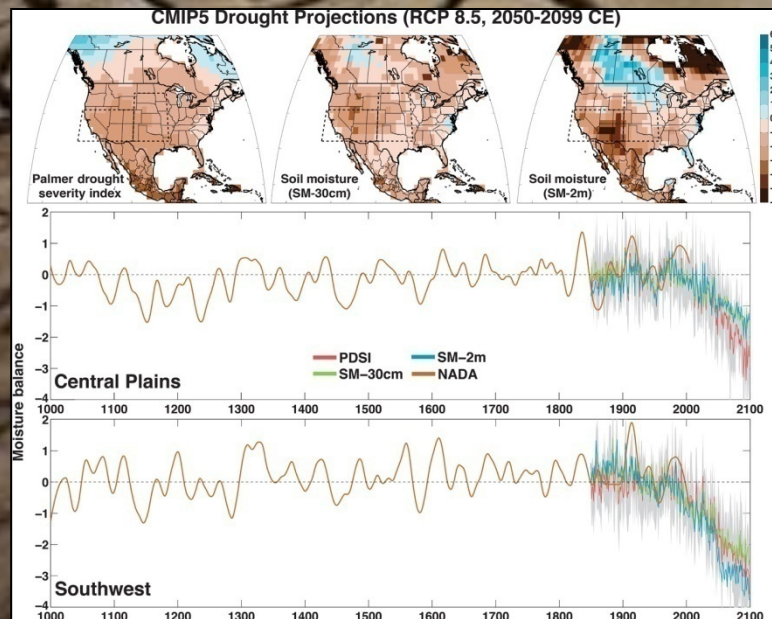 CMIP5 Drought Projections (RCP 8.5, 2050-2099 CE)
Palmer drought
severity index
Soil moisture
(SM-30cm)
Soil moisture
(SM-2m)
Moisture balance
2
1
0
−1
−2
−3
−4
PDSI
SM−2m
SM−30cm
NADA
Central Plains
1000 1100 1200 1300 1400 1500 1600 1700 1800 1900 2000 2100
2
1
0
−1
−2
−3
−4
Southwest
1000 1100 1200 1300 1400 1500 1600 1700 1800 1900 2000 2100